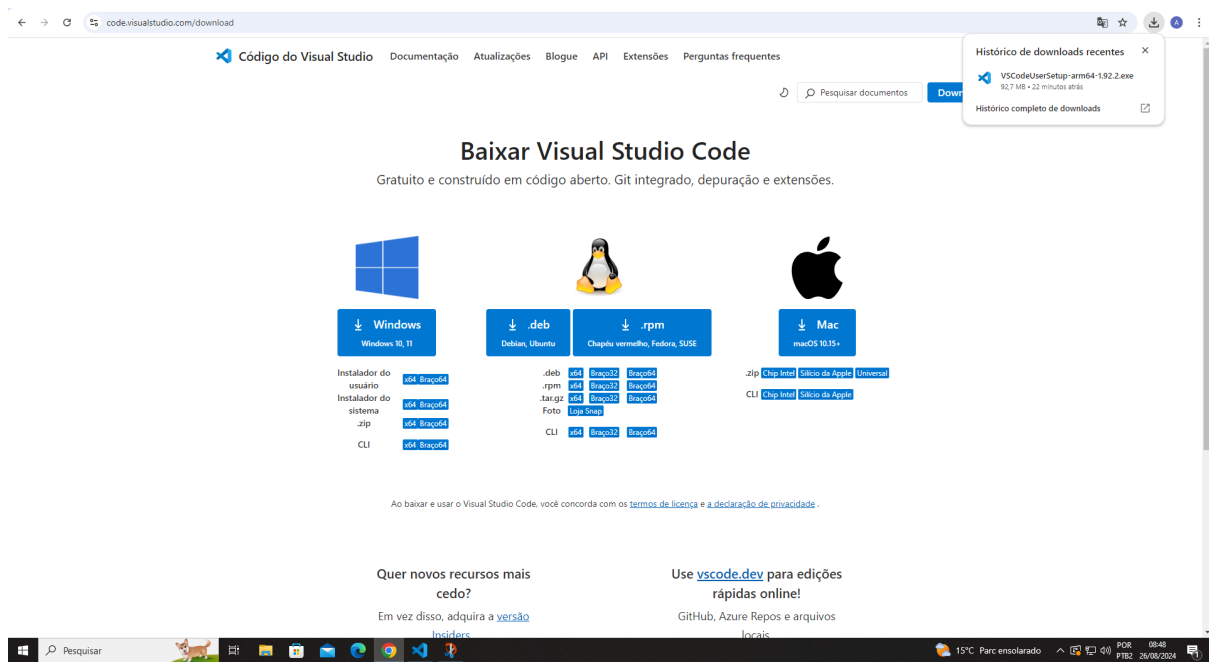 code.visualstudio.com/download
Histórico de downloads recentes
VSCodeUserSetup-arm64-1.92.2.exe
92,7 MB • 22 minutos atrás
Histórico completo de downloads
Código do Visual Studio Documentação Atualizações Blogue API Extensões Perguntas frequentes
Pesquisar documentos
Down
Baixar Visual Studio Code
Gratuito e construído em código aberto. Git integrado, depuração e extensões.
Windows
Windows 10, 11
Instalador do usuário x64 Braço64
Instalador do sistema x64 Braço64
.zip x64 Braço64
CLI x64 Braço64
.deb
Debian, Ubuntu
.rpm
Chapéu vermelho, Fedora, SUSE
.deb x64 Braço32 Braço64
.rpm x64 Braço32 Braço64
.tar.gz x64 Braço32 Braço64
Foto Loja Snap
CLI x64 Braço32 Braço64
Mac
macOS 10.15+
.zip Chip Intel Silício da Apple Universal
CLI Chip Intel Silício da Apple
Ao baixar e usar o Visual Studio Code, você concorda com os termos de licença e a declaração de privacidade .
Quer novos recursos mais
cedo?
Em vez disso, adquira a versão
Insiders
Use vscode.dev para edições
rápidas online!
GitHub, Azure Repos e arquivos
locais
Pesquisar
15°C Parc ensolarado
POR
PTB2
08:48
26/08/2024